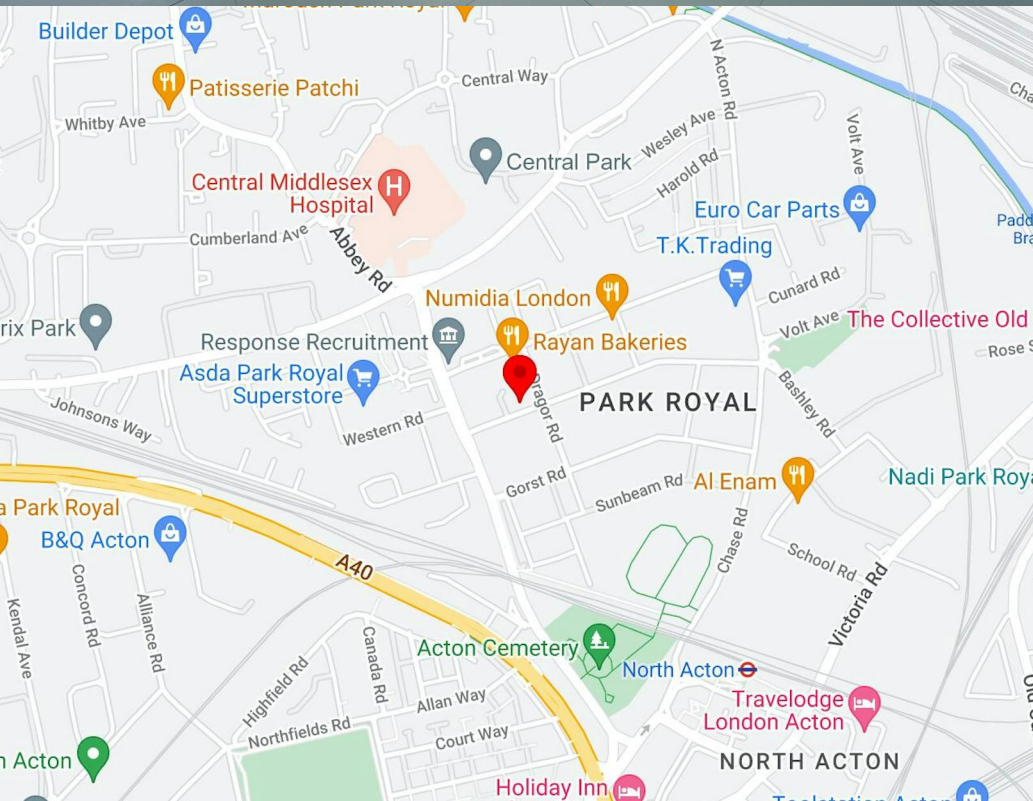 Builder Depot
Patisserie Patchi
Central Way
N Acton Rd
Whitby Ave
Wesley Ave
Volt Ave
Central Park
Harold Rd
Central Middlesex
Hospital
Euro Car Parts
Cumberland Ave
Abbey Rd
T.K.Trading
Cunard Rd
Numidia London
Volt Ave
The Collective Old
rix Park
Response Recruitment
Rayan Bakeries
Rose S
Asda Park Royal
Superstore
Dragor Rd
PARK ROYAL
Bashley Rd
Johnsons Way
Western Rd
Gorst Rd
Sunbeam Rd
Al Enam
Nadi Park Roya
a Park Royal
B&Q Acton
A40
Chase Rd
School Rd
Victoria Rd
Concord Rd
Alliance Rd
Kendal Ave
Acton Cemetery
North Acton
Canada Rd
Highfield Rd
Allan Way
Travelodge
London Acton
Northfields Rd
Court Way
n Acton
NORTH ACTON
Holiday Inn